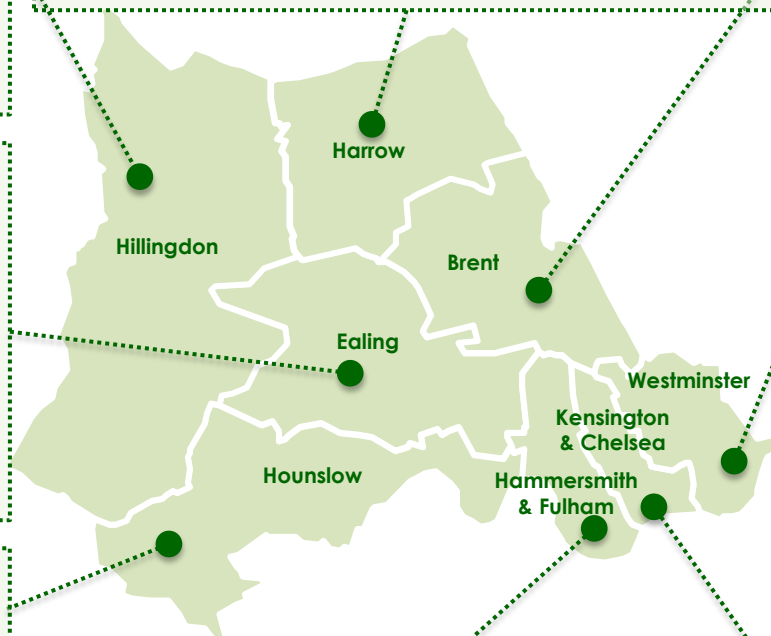 Harrow
Hillingdon
Brent
Ealing
Westminster
Kensington
& Chelsea
Hounslow
Hammersmith
& Fulham